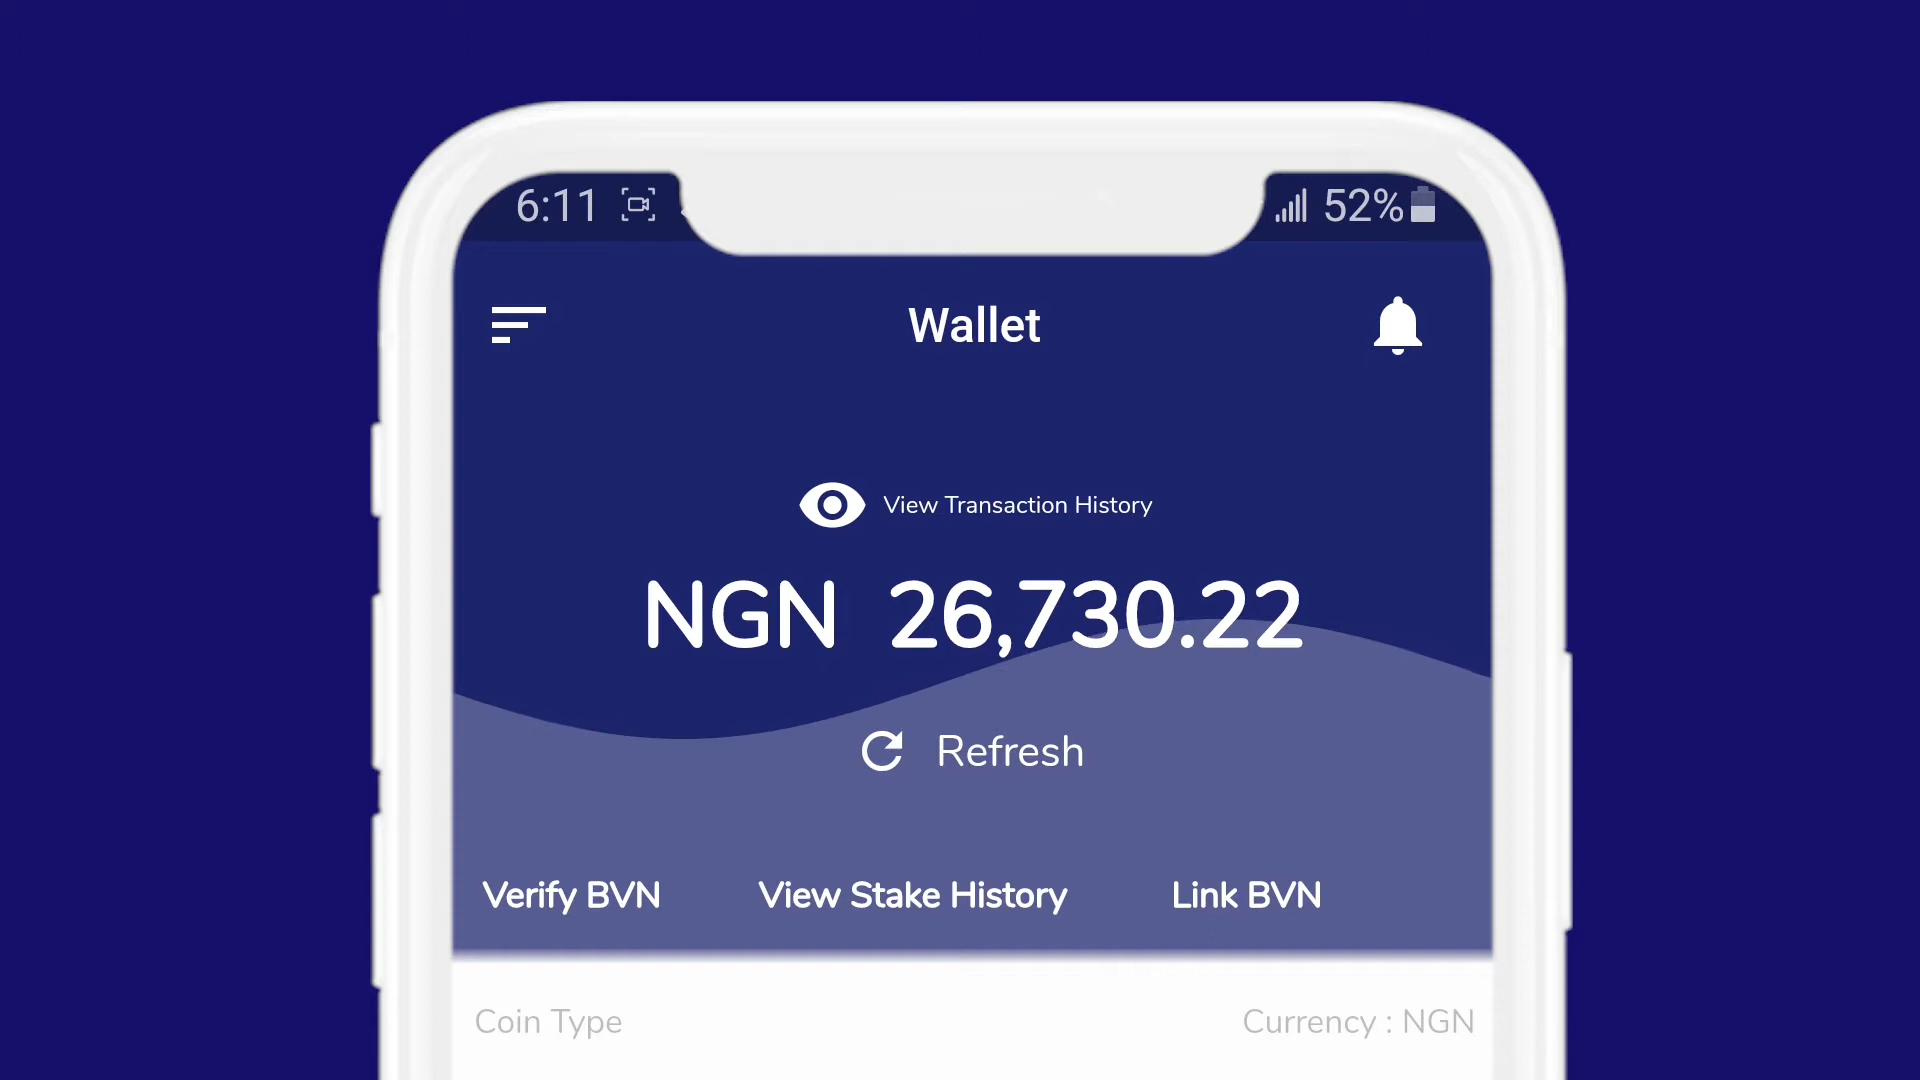 6:11
52%
Wallet
View Transaction History
NGN 26,730.22
Refresh
Verify BVN View Stake History Link BVN
Coin Type Currency : NGN